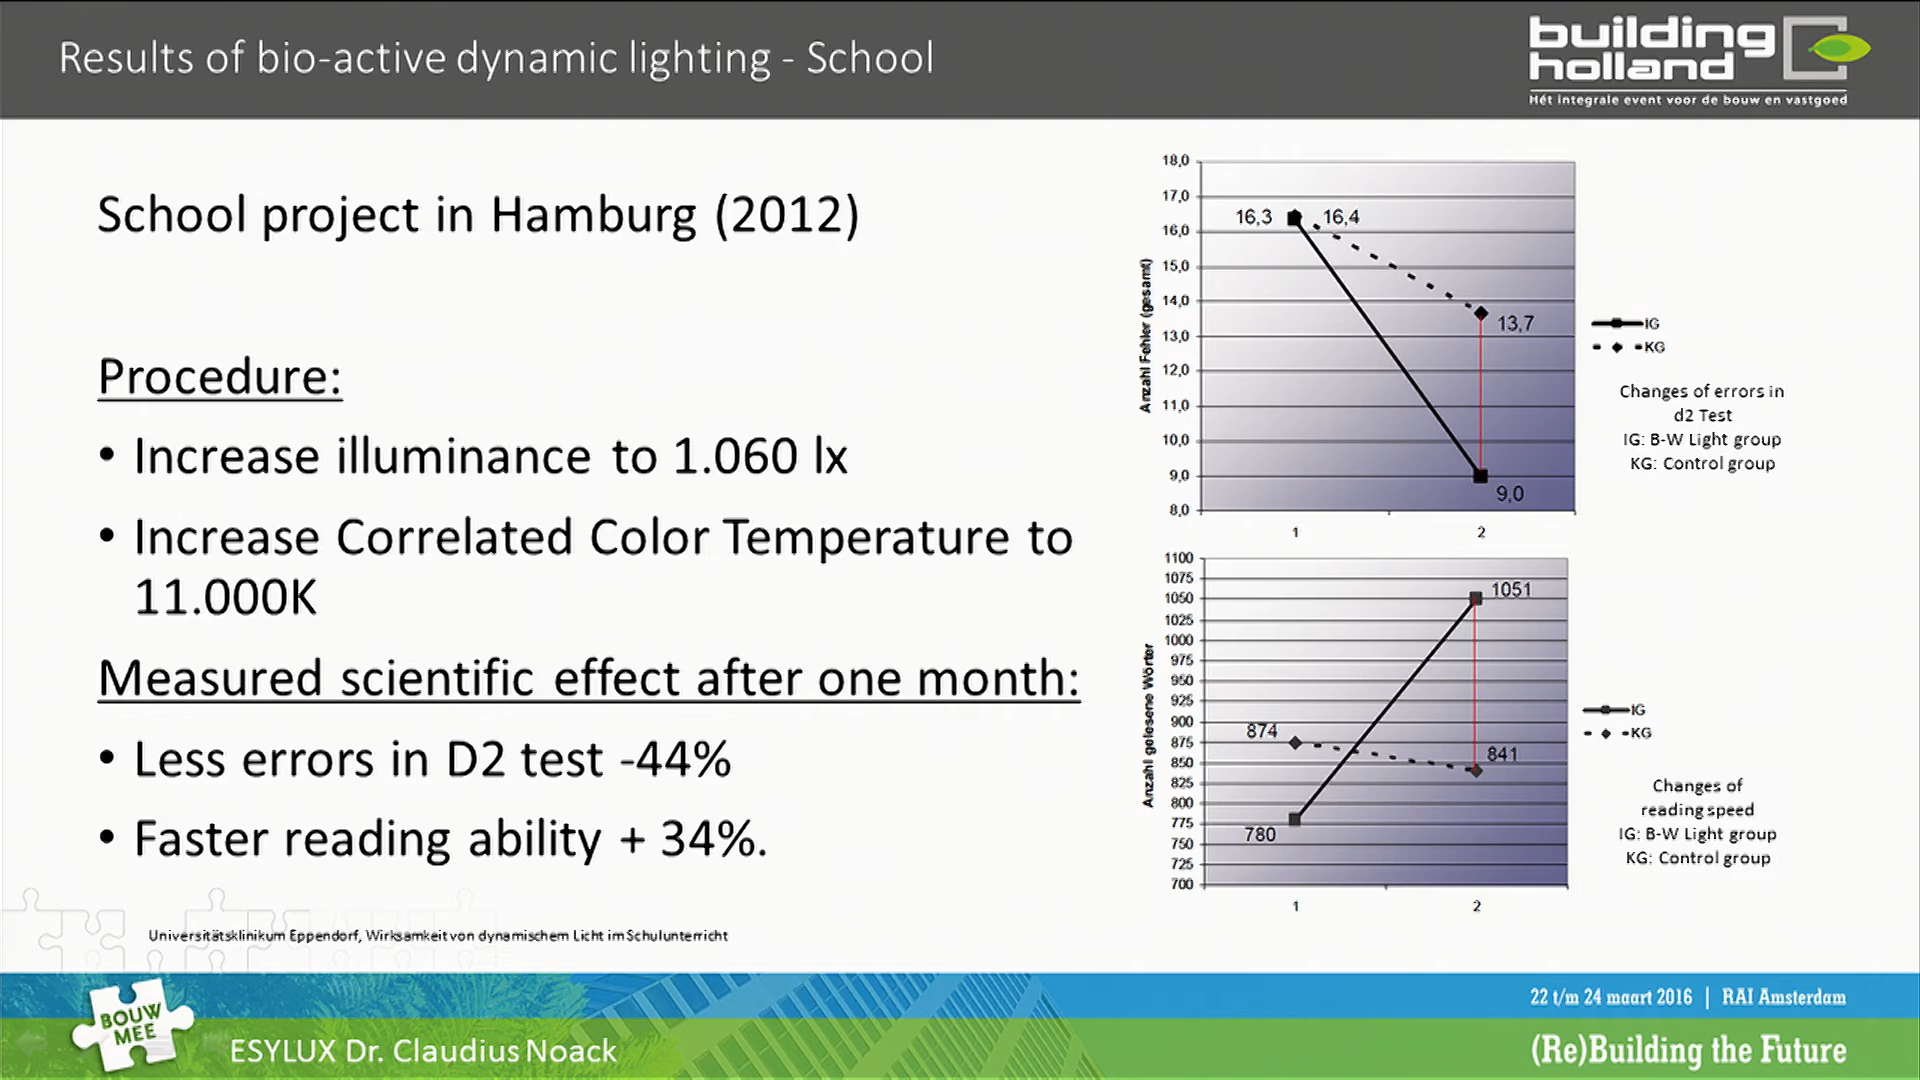 Results of bio-active dynamic lighting - School
building
holland
Hét integrale event voor de bouw en vastgoed
School project in Hamburg (2012)
Procedure:
• Increase illuminance to 1.060 lx
• Increase Correlated Color Temperature to
11.000K
Measured scientific effect after one month:
• Less errors in D2 test -44%
• Faster reading ability + 34%.
Universitätsklinikum Eppendorf, Wirksamkeit von dynamischem Licht im Schulunterricht
Anzahl Fehler (gesamt)
18,0
17,0
16,0
15,0
14,0
13,0
12,0
11,0
10,0
9,0
8,0
16,3
16,4
13,7
9,0
1
2
IG
KG
Changes of errors in
d2 Test
IG: B-W Light group
KG: Control group
Anzahl gelesene Wörter
1100
1075
1050
1025
1000
975
950
925
900
875
850
825
800
775
750
725
700
874
780
1051
841
1
2
IG
KG
Changes of
reading speed
IG: B-W Light group
KG: Control group
BOUW
MEE
ESYLUX Dr. Claudius Noack
22 t/m 24 maart 2016 | RAI Amsterdam
(Re)Building the Future